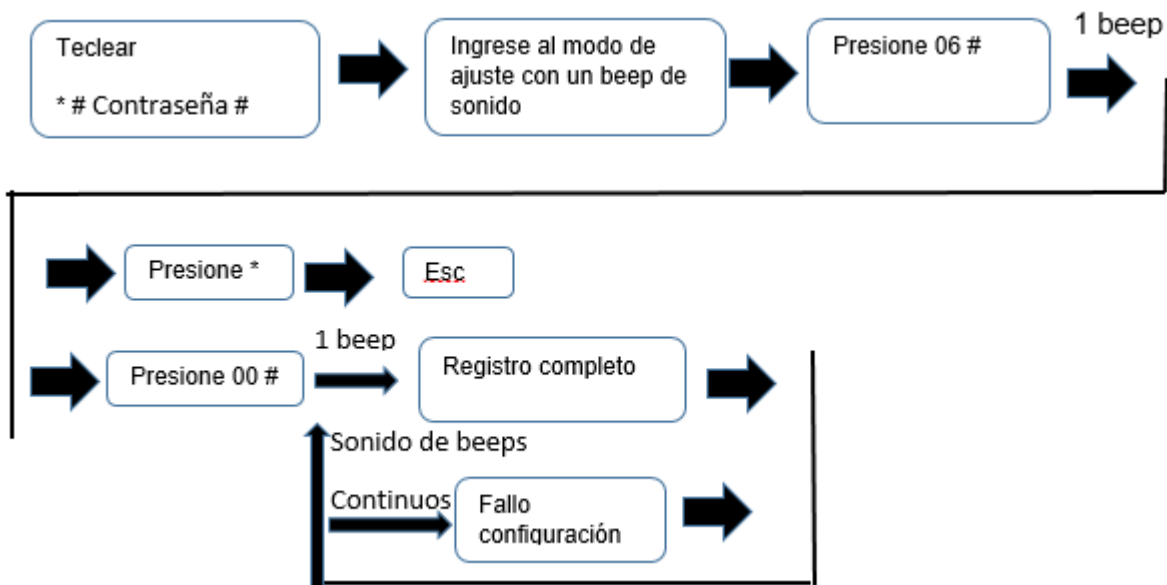 Teclear
* # Contraseña #
Ingrese al modo de
ajuste con un beep de
sonido
Presione 06 #
1 beep
Presione *
Esc
Presione 00 #
1 beep
Registro completo
Sonido de beeps
Continuos
Fallo
configuración